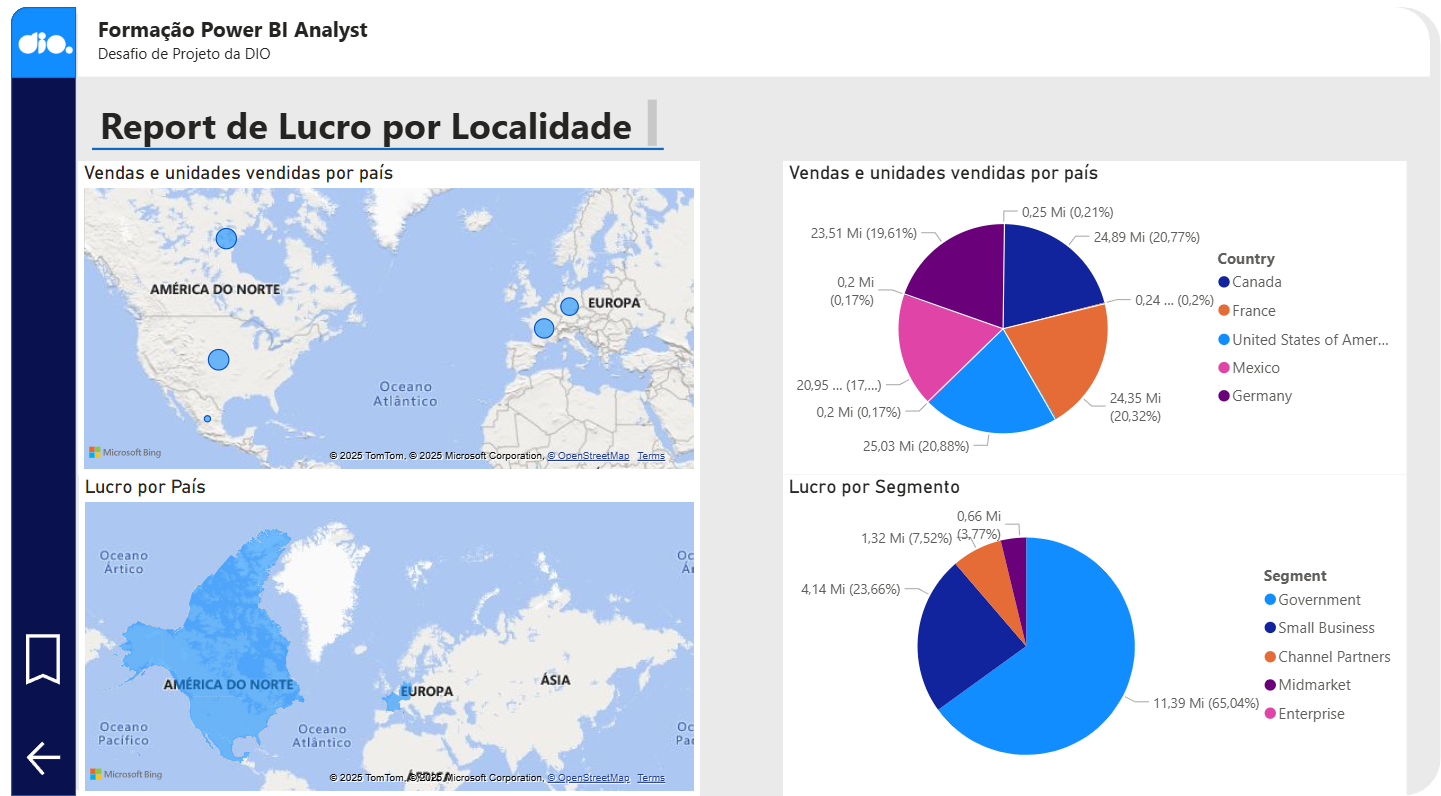 dio.
Formação Power BI Analyst
Desafio de Projeto da DIO
Report de Lucro por Localidade
Vendas e unidades vendidas por país
AMÉRICA DO NORTE
EUROPA
Oceano
Atlântico
Microsoft Bing
© 2025 TomTom, © 2025 Microsoft Corporation, © OpenStreetMap Terms
Vendas e unidades vendidas por país
0,25 Mi (0,21%)
23,51 Mi (19,61%)
24,89 Mi (20,77%)
0,2 Mi
(0,17%)
0,24 ... (0,2%)
20,95 ... (17,...)
0,2 Mi (0,17%)
24,35 Mi
(20,32%)
25,03 Mi (20,88%)
Country
Canada
France
United States of Amer...
Mexico
Germany
Lucro por País
Oceano
Ártico
Oc
Ár
AMÉRICA DO NORTE
EUROPA
ÁSIA
Oceano
Pacífico
Oceano
Atlântico
Oc
Pac
ÁFRICA
Microsoft Bing
© 2025 TomTom, © 2025 Microsoft Corporation, © OpenStreetMap Terms
Lucro por Segmento
0,66 Mi
(3,77%)
1,32 Mi (7,52%)
4,14 Mi (23,66%)
11,39 Mi (65,04%)
Segment
Government
Small Business
Channel Partners
Midmarket
Enterprise